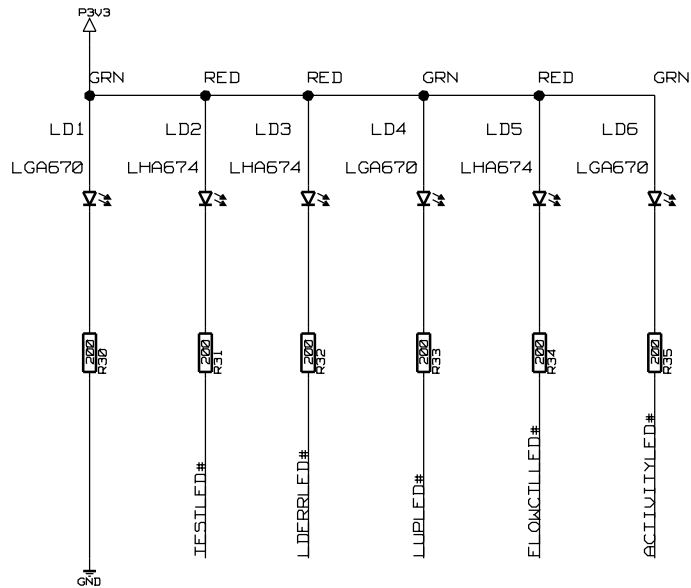 P3V3
GRN RED RED GRN RED GRN
LD1 LD2 LD3 LD4 LD5 LD6
LGA670 LHA674 LHA674 LGA670 LHA674 LGA670
200 200 200 200 200 200
R30 R31 R32 R33 R34 R35
TESTLED#
LDERRLED#
LUPLED#
FLOWCTLLED#
ACTIVITYLED#
GND